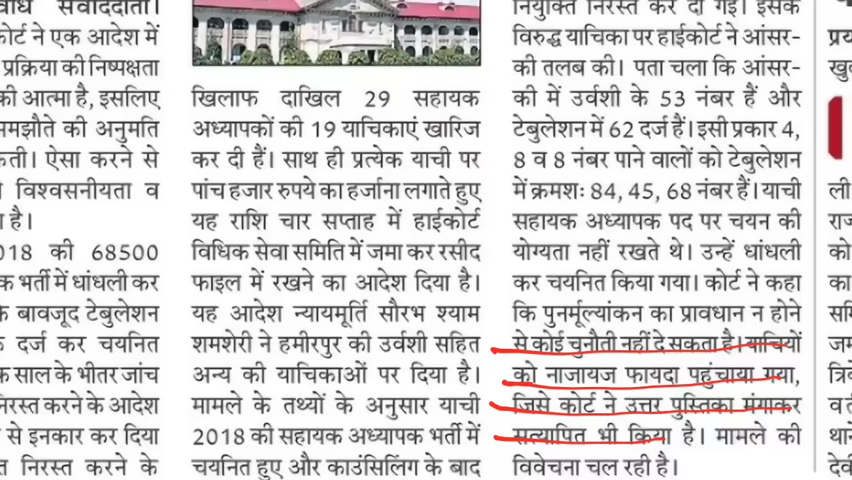 संवाददाता।
कोर्ट ने एक आदेश में
प्रक्रिया की निष्पक्षता
की आत्मा है, इसलिए
समझौते की अनुमति
ऐसा करने से
विश्वसनीयता व
है।
2018 की 68500
भर्ती में धांधली कर
के बावजूद टेबुलेशन
दर्ज कर चयनित
साल के भीतर जांच
निरस्त करने के आदेश
से इनकार कर दिया
निरस्त करने के
खिलाफ दाखिल 29 सहायक
अध्यापकों की 19 याचिकाएं खारिज
कर दी हैं। साथ ही प्रत्येक याची पर
पांच हजार रुपये का हर्जाना लगाते हुए
यह राशि चार सप्ताह में हाईकोर्ट
विधिक सेवा समिति में जमा कर रसीद
फाइल में रखने का आदेश दिया है।
यह आदेश न्यायमूर्ति सौरभ श्याम
शमशेरी ने हमीरपुर की उर्वशी सहित
अन्य की याचिकाओं पर दिया है।
मामले के तथ्यों के अनुसार याची
2018 की सहायक अध्यापक भर्ती में
चयनित हुए और काउंसिलिंग के बाद
नियुक्ति निरस्त कर दी गई। इसके
विरुद्ध याचिका पर हाईकोर्ट ने आंसर-
की तलब की। पता चला कि आंसर-
की में उर्वशी के 53 नंबर हैं और
टेबुलेशन में 62 दर्ज हैं। इसी प्रकार 4,
8 व 8 नंबर पाने वालों को टेबुलेशन
में क्रमशः 84, 45, 68 नंबर हैं। याची
सहायक अध्यापक पद पर चयन की
योग्यता नहीं रखते थे। उन्हें धांधली
कर चयनित किया गया। कोर्ट ने कहा
कि पुनर्मूल्यांकन का प्रावधान न होने
से कोई चुनौती नहीं दे सकता है। याचियों
को नाजायज फायदा पहुंचाया गया,
जिसे कोर्ट ने उत्तर पुस्तिका मंगाकर
सत्यापित भी किया है। मामले की
विवेचना चल रही है।